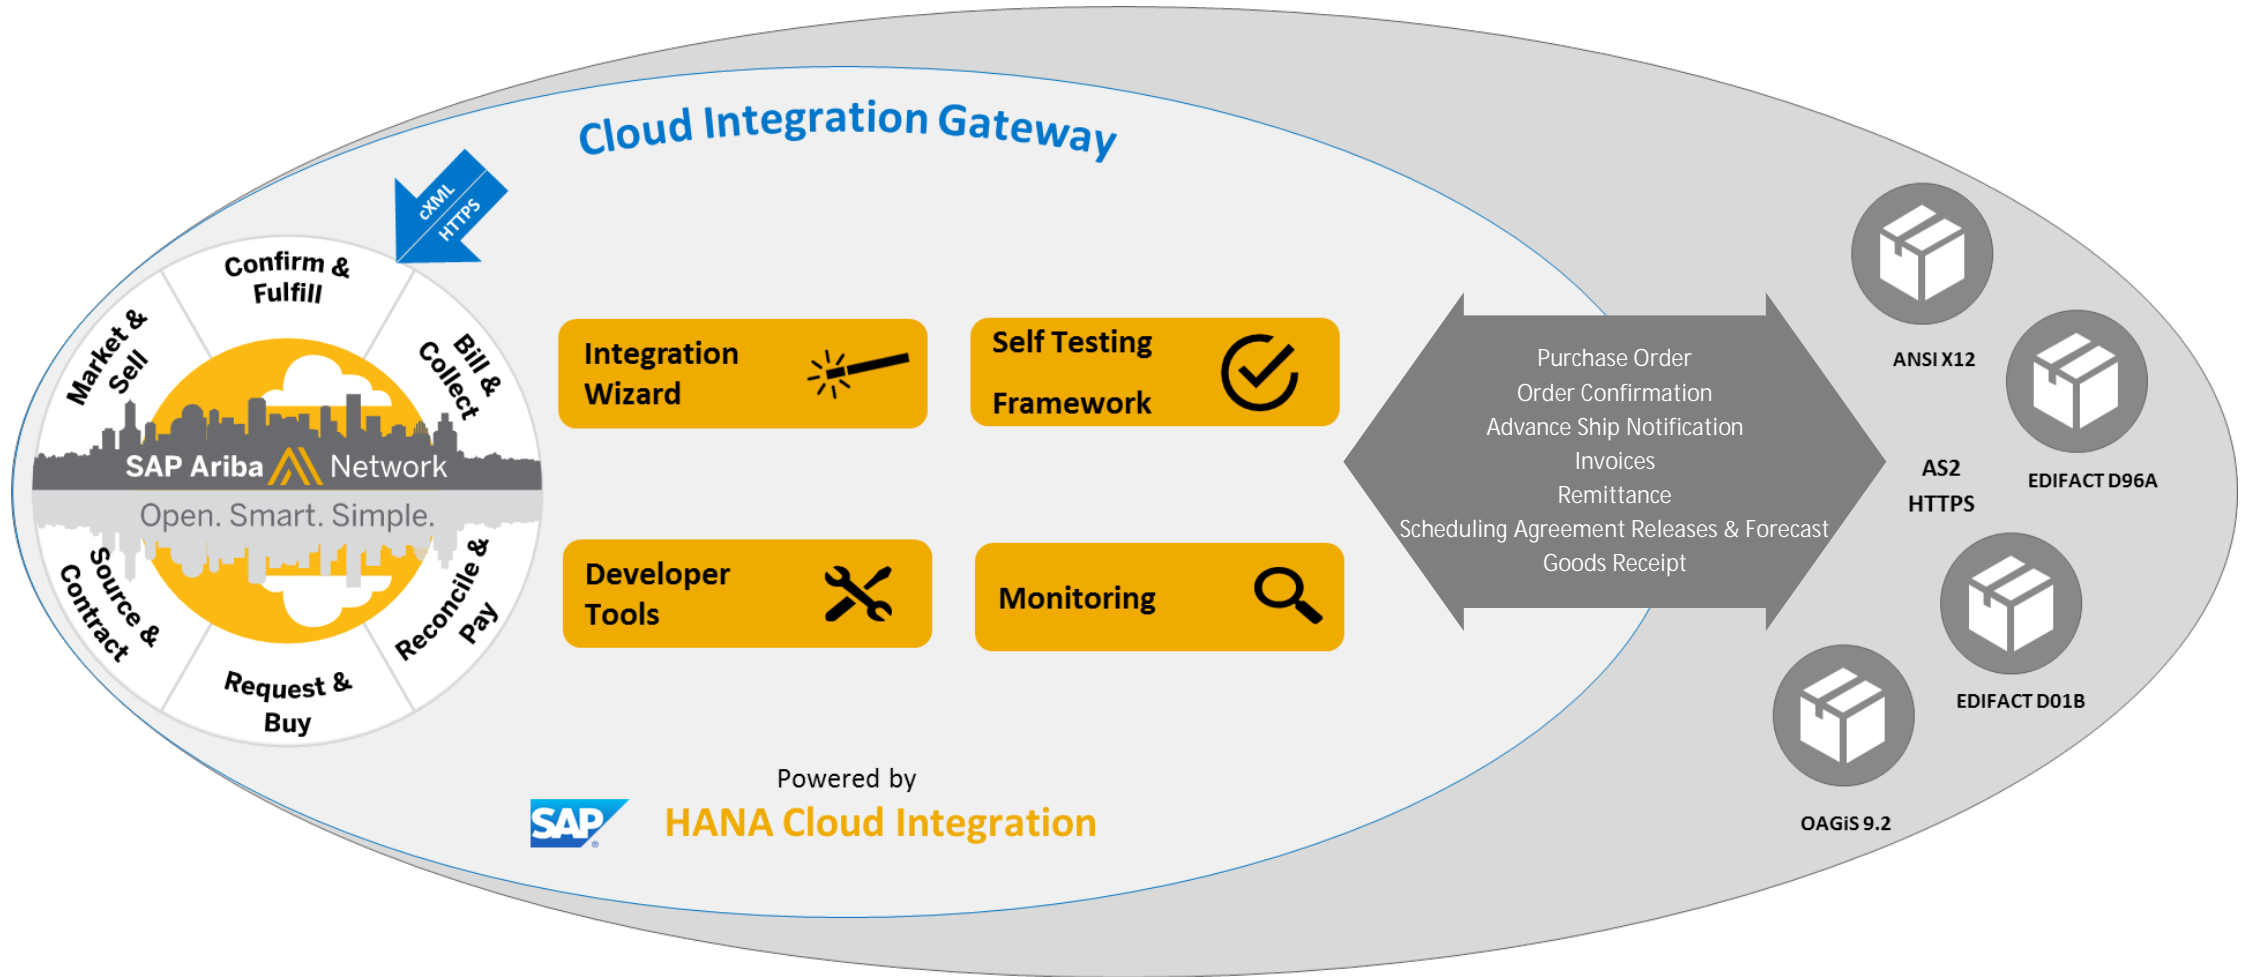 Cloud Integration Gateway
cXML
HTTPS
Confirm &
Fulfill
Market &
Sell
Bill &
Collect
SAP Ariba Network
Open. Smart. Simple.
Source &
Contract
Reconcile &
Pay
Request &
Buy
Integration
Wizard
Self Testing
Framework
Developer
Tools
Monitoring
Powered by
SAP
®
HANA Cloud Integration
Purchase Order
Order Confirmation
Advance Ship Notification
Invoices
Remittance
Scheduling Agreement Releases & Forecast
Goods Receipt
ANSI X12
EDIFACT D96A
AS2
HTTPS
EDIFACT D01B
OAGiS 9.2